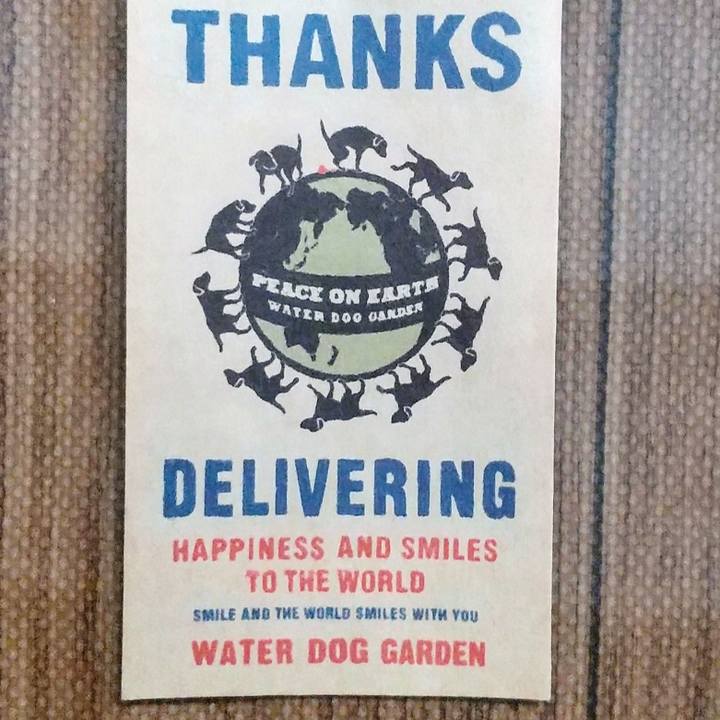 THANKS
PEACE ON EARTH
WATER DOG GARDEN
DELIVERING
HAPPINESS AND SMILES
TO THE WORLD
SMILE AND THE WORLD SMILES WITH YOU
WATER DOG GARDEN